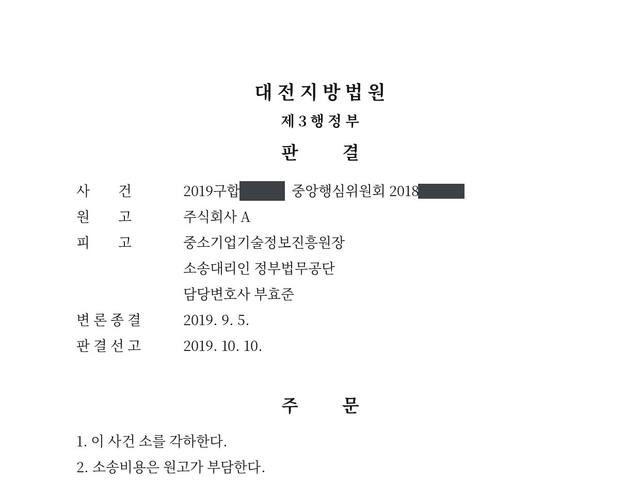 대 전 지 방 법 원
제 3 행 정 부
판 결
사 건 2019구합 중앙행심위원회 2018
원 고 주식회사 A
피 고 중소기업기술정보진흥원장
소송대리인 정부법무공단
담당변호사 부효준
변 론 종 결 2019. 9. 5.
판 결 선 고 2019. 10. 10.
주 문
1. 이 사건 소를 각하한다.
2. 소송비용은 원고가 부담한다.